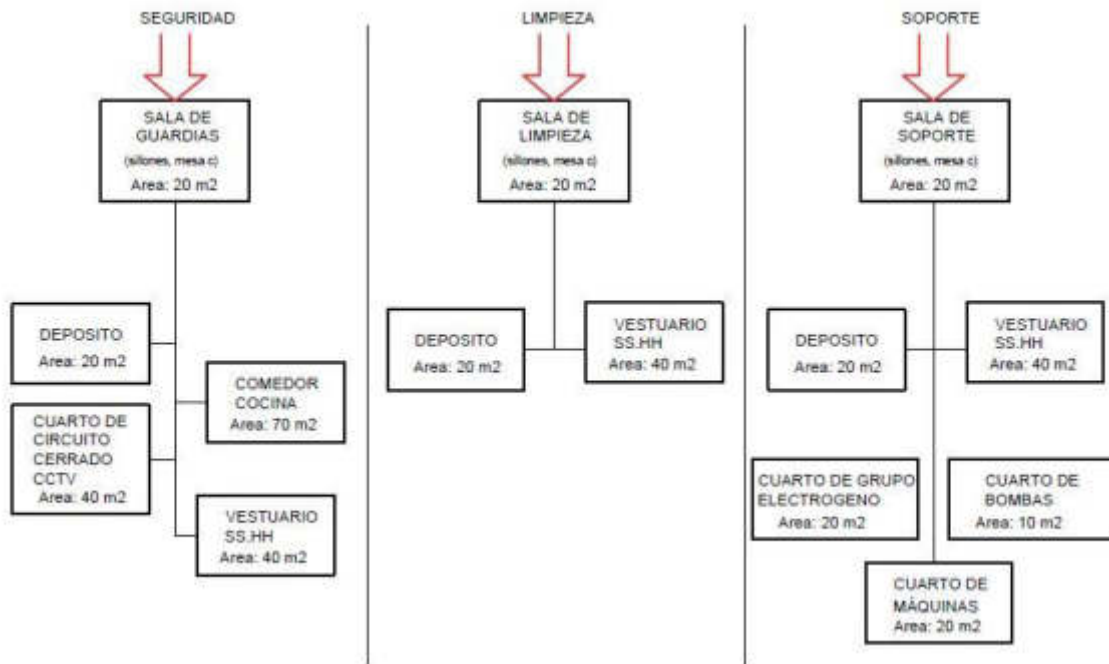 SEGURIDAD
SALA DE
GUARDIAS
(sillones, mesa c)
Area: 20 m2
DEPOSITO
Area: 20 m2
COMEDOR
COCINA
Area: 70 m2
CUARTO DE
CIRCUITO
CERRADO
CCTV
Area: 40 m2
VESTUARIO
SS.HH
Area: 40 m2
LIMPIEZA
SALA DE
LIMPIEZA
(sillones, mesa c)
Area: 20 m2
DEPOSITO
Area: 20 m2
VESTUARIO
SS.HH
Area: 40 m2
SOPORTE
SALA DE
SOPORTE
(sillones, mesa c)
Area: 20 m2
DEPOSITO
Area: 20 m2
VESTUARIO
SS.HH
Area: 40 m2
CUARTO DE GRUPO
ELECTROGENO
Area: 20 m2
CUARTO DE
BOMBAS
Area: 10 m2
CUARTO DE
MÁQUINAS
Area: 20 m2